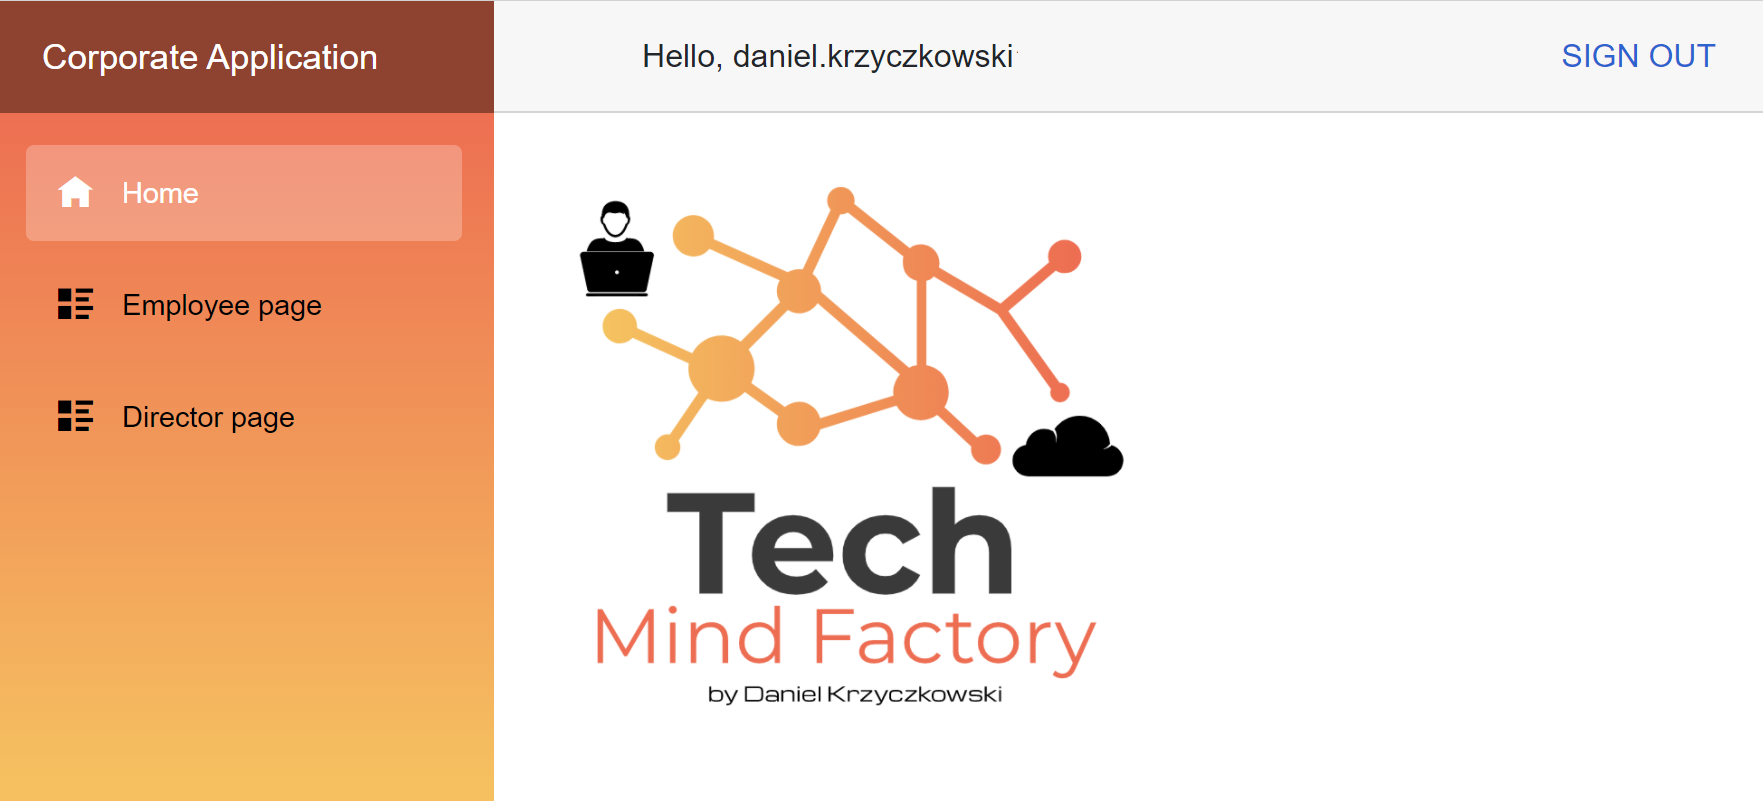 Corporate Application
Hello, daniel.krzyczkowski
SIGN OUT
Home
Employee page
Director page
Tech
Mind Factory
by Daniel Krzyczkowski